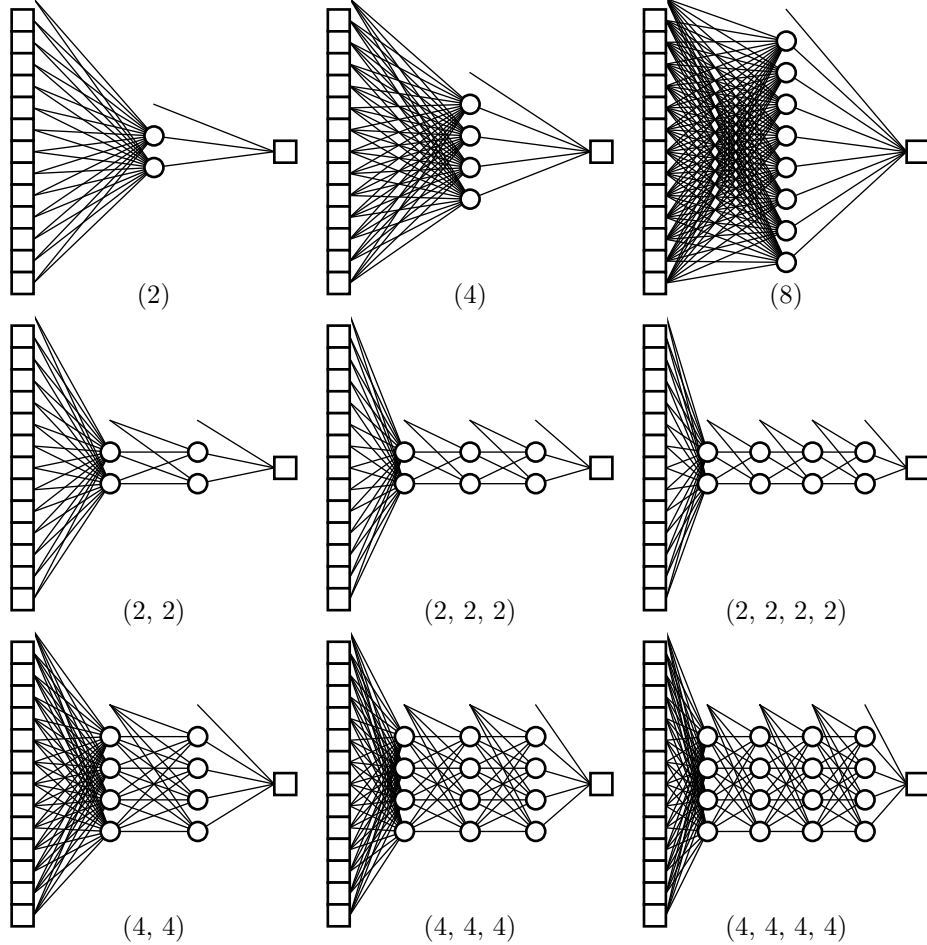 (2)
(4)
(8)
(2, 2)
(2, 2, 2)
(2, 2, 2, 2)
(4, 4)
(4, 4, 4)
(4, 4, 4, 4)